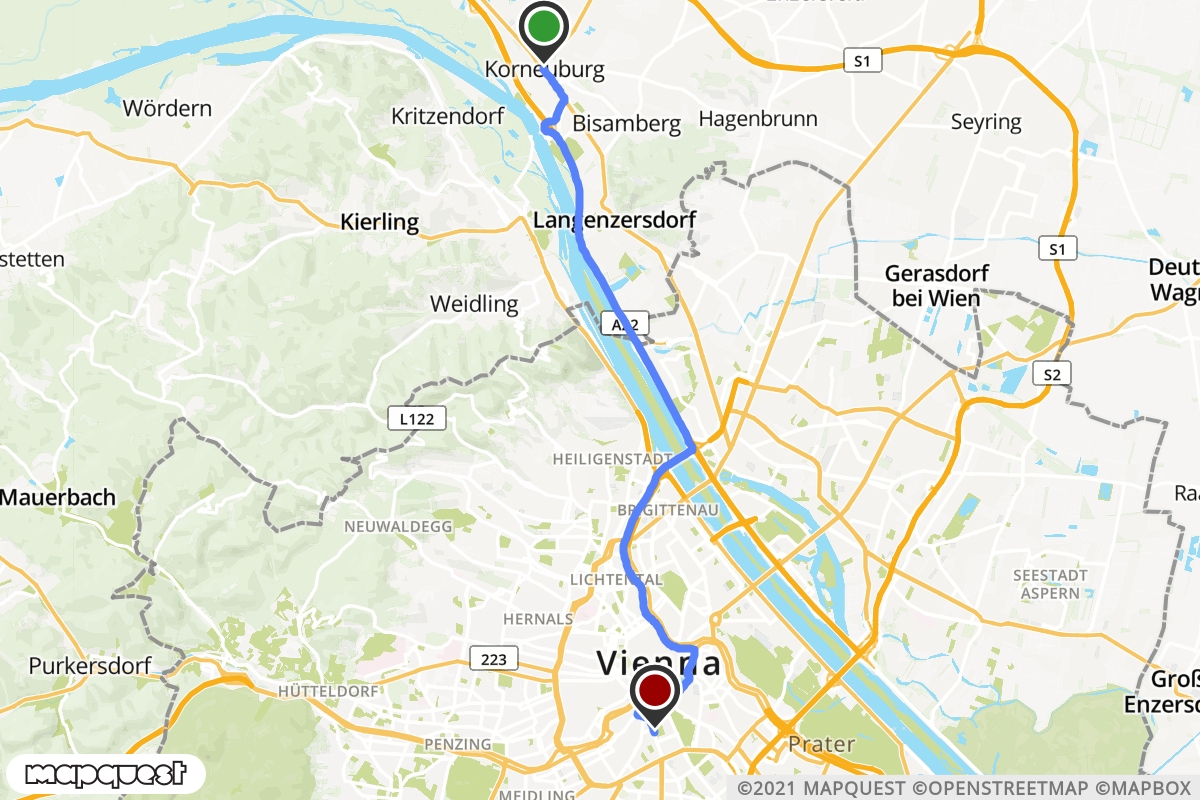 S1
Korneuburg
Wördern
Kritzendorf
Bisamberg
Hagenbrunn
Seyring
Kierling
Langenzersdorf
S1
stetten
Gerasdorf
bei Wien
Deut
Wagr
Weidling
A22
S2
L122
HEILIGENSTADT
Mauerbach
Raa
NEUWALDEGG
BRIGITTENAU
LICHTENTAL
SEESTADT
ASPERN
HERNALS
223
Vienna
Purkersdorf
HÜTTELDORF
Groß
Enzersd
PENZING
Prater
mapquest
©2021 MAPQUEST ©OPENSTREETMAP ©MAPBOX
MEIDLING